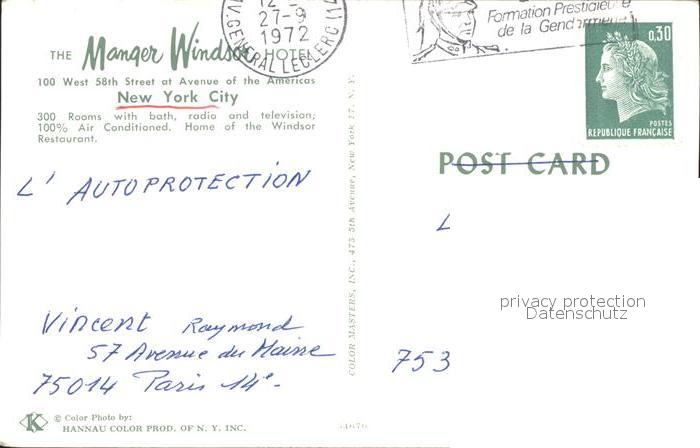 THE Manger Windsor HOTEL
100 West 58th Street at Avenue of the Americas
New York City
300 Rooms with bath, radio and television;
100% Air Conditioned. Home of the Windsor
Restaurant.
27-9
1972
GENERAL LECLERC
Formation Prestigieuse
de la Gendarmerie
0,30
POSTES
REPUBLIQUE FRANÇAISE
POST CARD
L' AUTOPROTECTION
L
COLOR MASTERS, INC., 475-5th Avenue, New York 17, N. Y.
privacy protection
Datenschutz
Vincent Raymond
57 Avenue du Maine
75014 Paris 14e.
753
K
© Color Photo by:
HANNAU COLOR PROD. OF N. Y. INC.